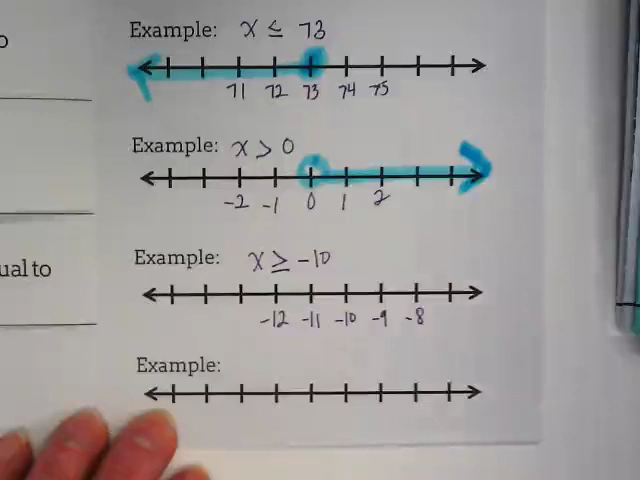 o
Example: x ≤ 73
71 72 73 74 75
Example: x > 0
-2 -1 0 1 2
Example: x ≥ -10
ual to
-12 -11 -10 -9 -8
Example: